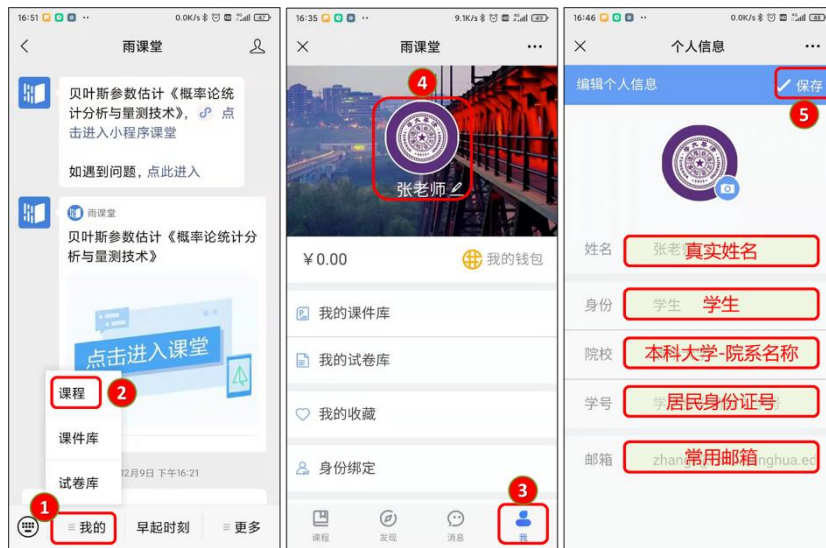 16:51
0.0K/s
47
雨课堂
贝叶斯参数估计《概率论统
计分析与量测技术》, 点
击进入小程序课堂
如遇到问题, 点此进入
雨课堂
贝叶斯参数估计《概率论统计分
析与量测技术》
点击进入课堂
课程
2
课件库
试卷库
12月9日 下午16:21
1
我的
早起时刻
更多
16:35
9.1K/s
49
雨课堂
4
张老师
¥0.00
我的钱包
我的课件库
我的试卷库
我的收藏
身份绑定
3
课程
发现
消息
我
16:46
0.0K/s
48
个人信息
编辑个人信息
保存
5
姓名 张老 真实姓名
身份 学生 学生
院校 本科大学-院系名称
学号 学 居民身份证号
邮箱 zhang 常用邮箱 nghua.ed